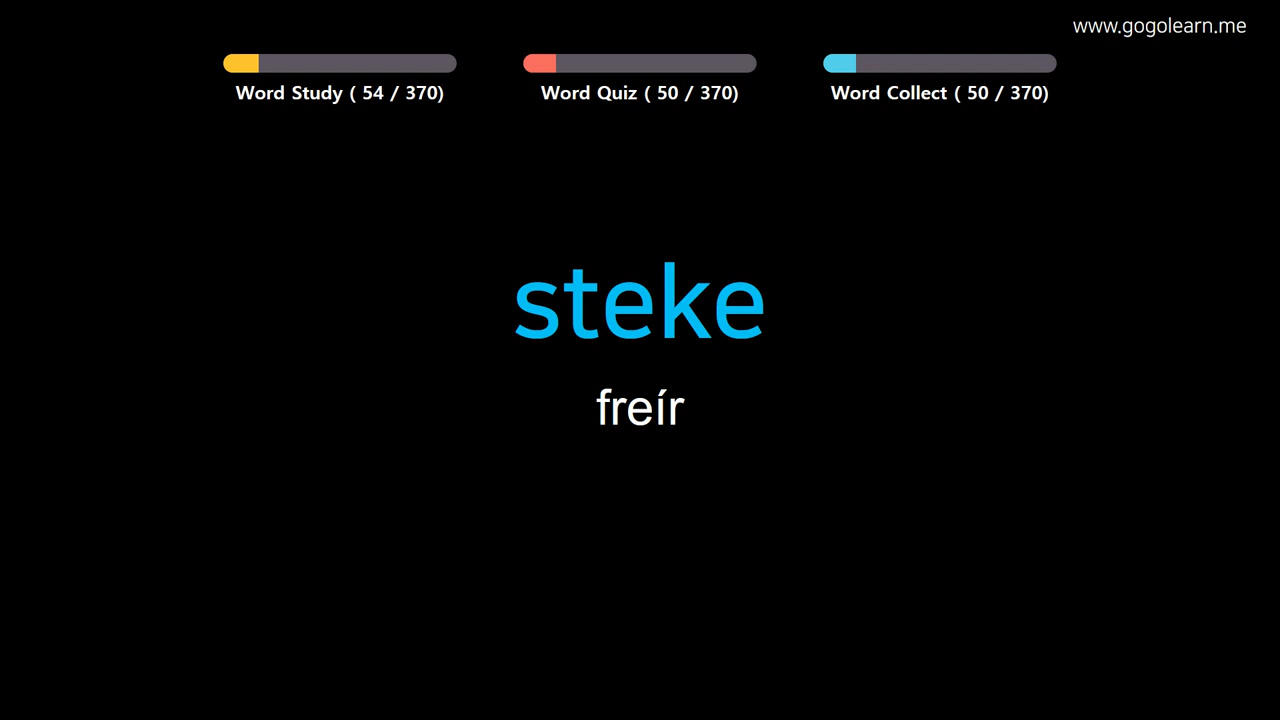 www.gogolearn.me
Word Study ( 54 / 370)
Word Quiz ( 50 / 370)
Word Collect ( 50 / 370)
steke
freír